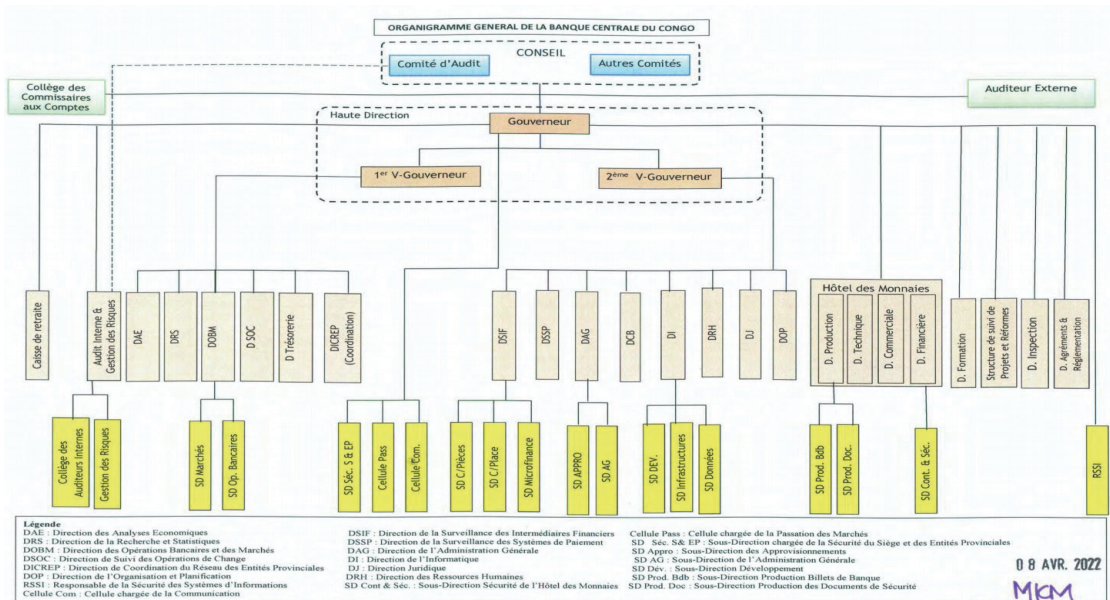 ORGANIGRAMME GENERAL DE LA BANQUE CENTRALE DU CONGO
CONSEIL
Comité d'Audit
Autres Comités
Collège des
Commissaires
aux Comptes
Auditeur Externe
Haute Direction
Gouverneur
1er V-Gouverneur
2ème V-Gouverneur
Caisse de retraite
Audit Interne &
Gestion des Risques
DAE
DRS
DOBM
D SOC
D Trésorerie
DICREP
(Coordination)
DSIF
DSSP
DAG
DCB
DI
DRH
DJ
DOP
Hôtel des Monnaies
D. Production
D. Technique
D. Commerciale
D. Financière
D. Formation
Structure de suivi de
Projets et Réformes
D. Inspection
D. Agréments &
Réglementation
Collège des
Auditeurs Internes
Gestion des Risques
SD Marchés
SD Op. Bancaires
SD Séc. S & EP
Cellule Pass
Cellule Com.
SD C/Pièces
SD C/Place
SD Microfinance
SD APPRO
SD AG
SD DEV.
SD Infrastructures
SD Données
SD Prod. Bdb
SD Prod. Doc.
SD Cont. & Séc.
RSSI
Légende
DAE : Direction des Analyses Economiques
DRS : Direction de la Recherche et Statistiques
DOBM : Direction des Opérations Bancaires et des Marchés
DSOC : Direction de Suivi des Opérations de Change
DICREP : Direction de Coordination du Réseau des Entités Provinciales
DOP : Direction de l'Organisation et Planification
RSSI : Responsable de la Sécurité des Systèmes d'Informations
Cellule Com : Cellule chargée de la Communication
DSIF : Direction de la Surveillance des Intermédiaires Financiers
DSSP : Direction de la Surveillance des Systèmes de Paiement
DAG : Direction de l'Administration Générale
DI : Direction de l'Informatique
DJ : Direction Juridique
DRH : Direction des Ressources Humaines
SD Cont & Séc. : Sous-Direction Sécurité de l'Hôtel des Monnaies
Cellule Pass : Cellule chargée de la Passation des Marchés
SD Séc. S& EP : Sous-Direction chargée de la Sécurité du Siège et des Entités Provinciales
SD Appro : Sous-Direction des Approvisionnements
SD AG : Sous-Direction de l'Administration Générale
SD Dév. : Sous-Direction Développement
SD Prod. Bdb : Sous-Direction Production Billets de Banque
SD Prod. Doc : Sous-Direction Production des Documents de Sécurité
08 AVR. 2022
MKM